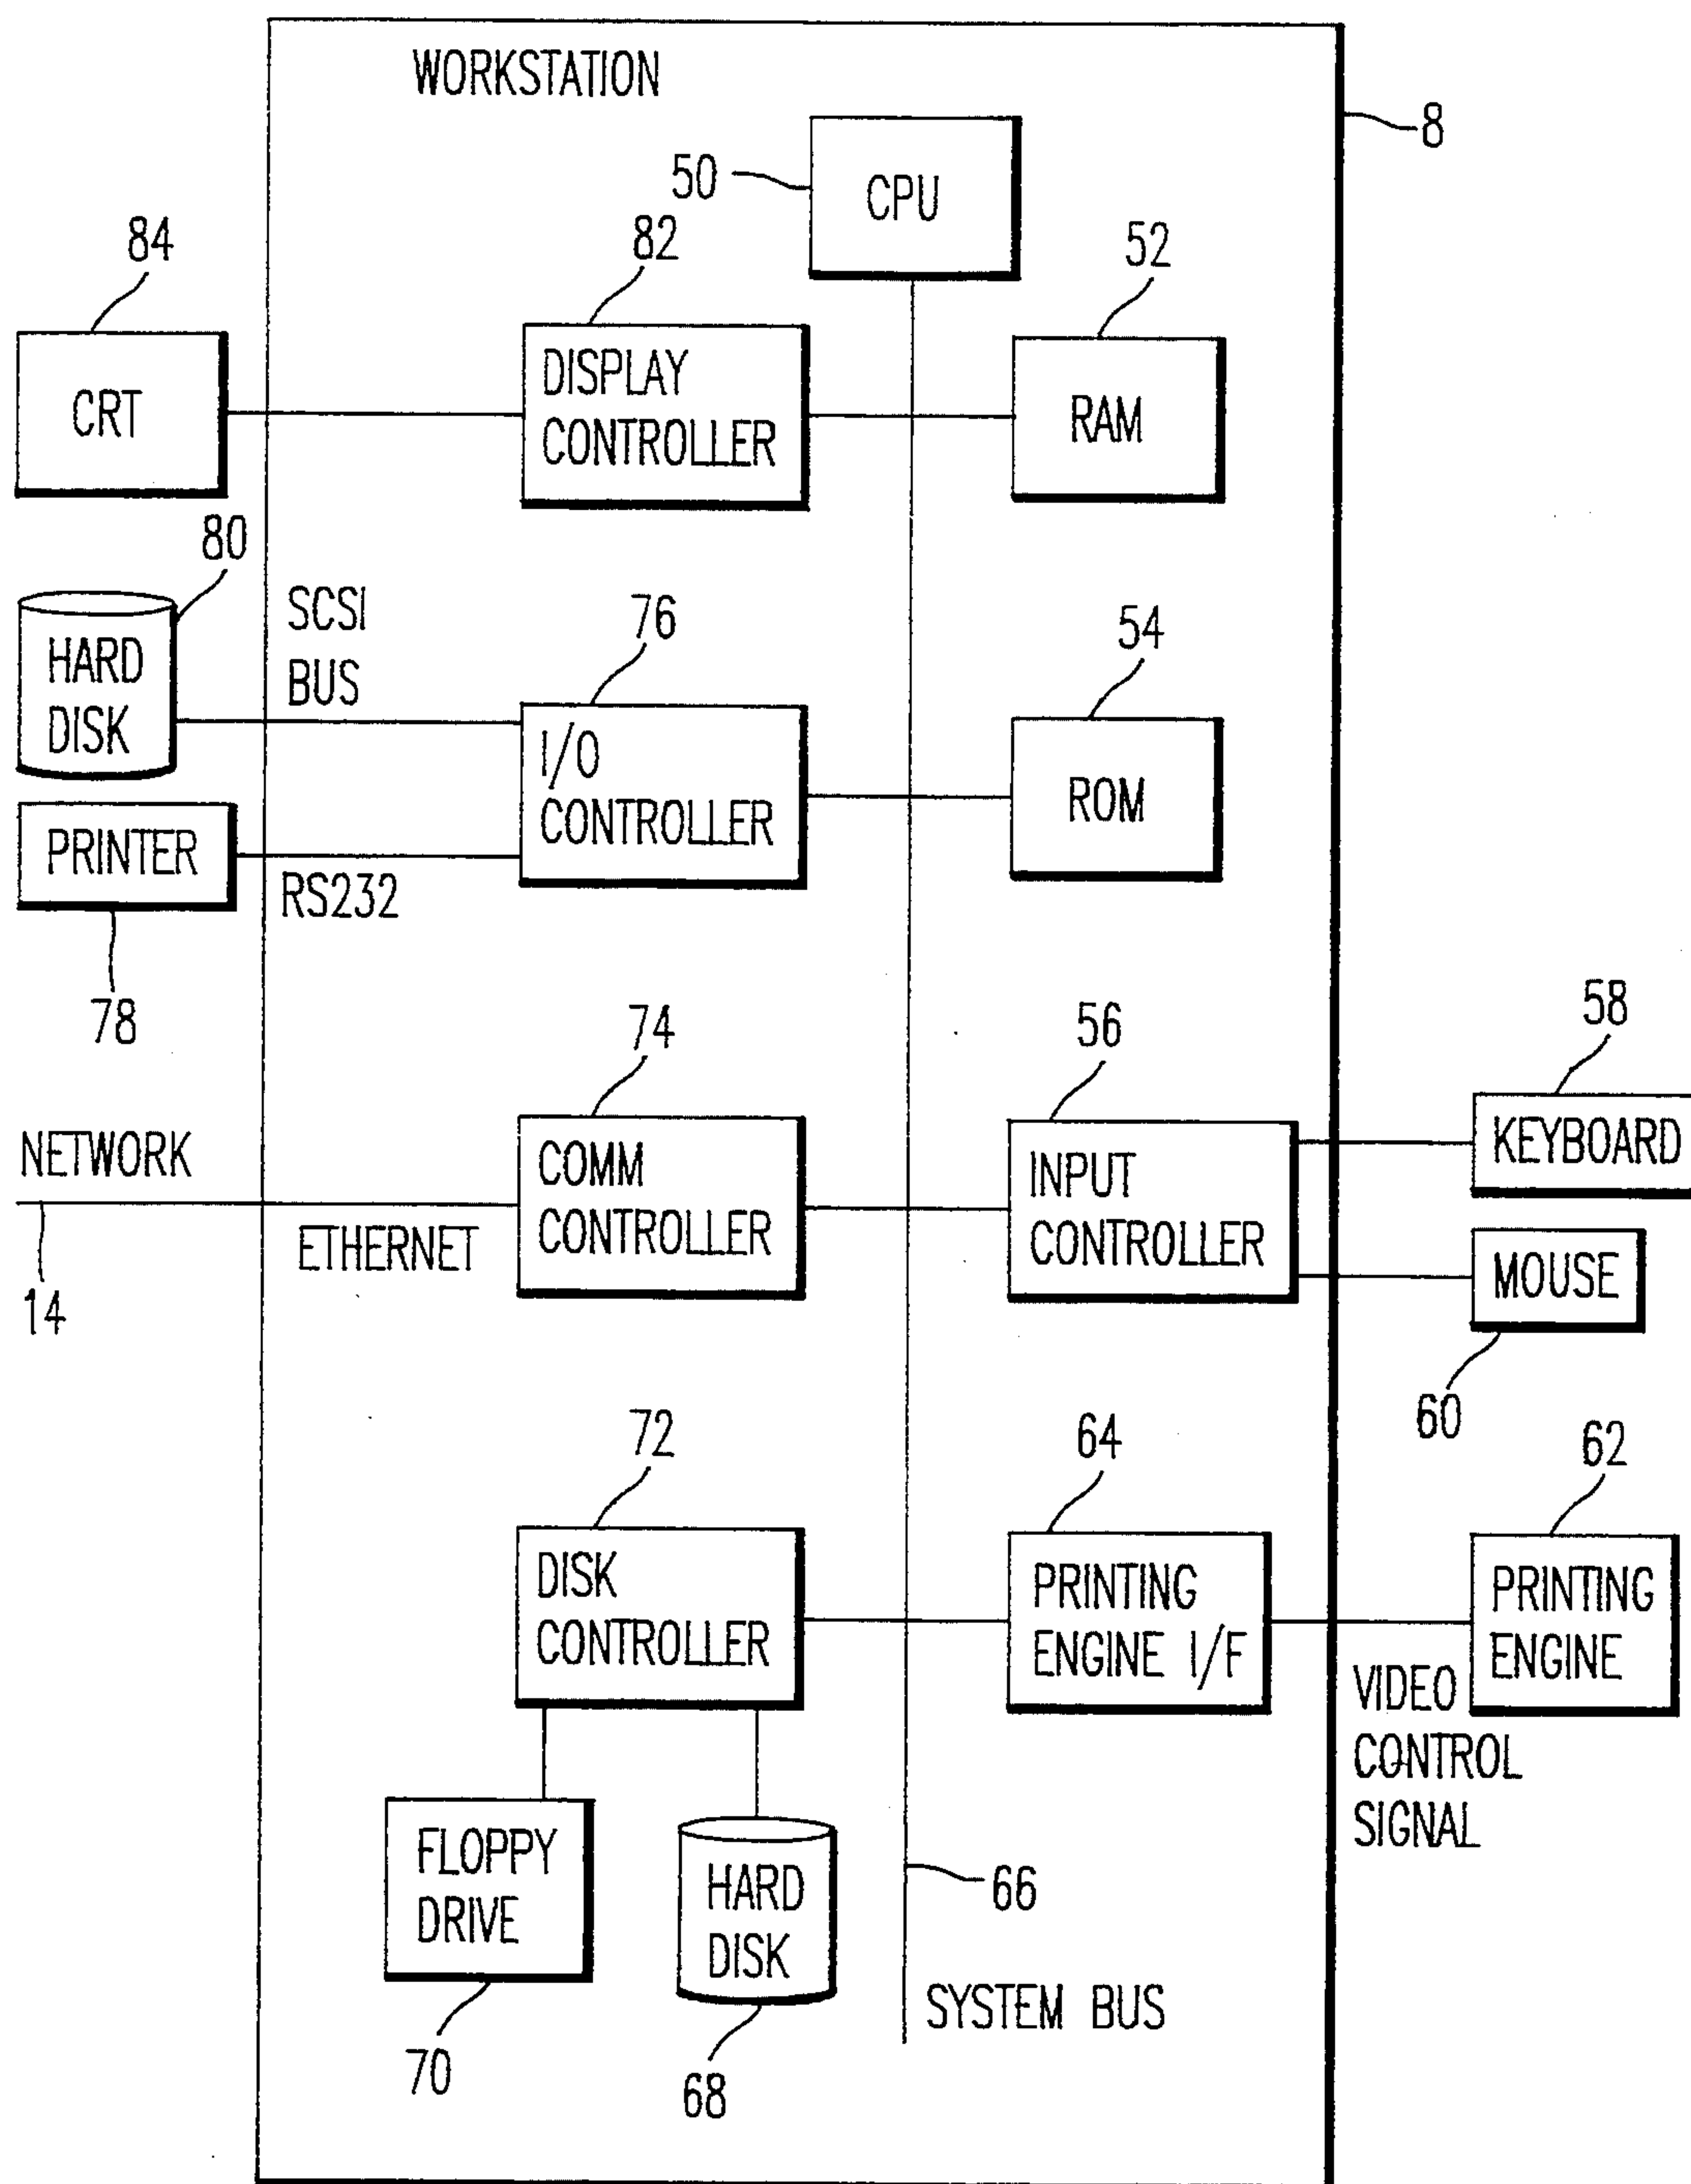 WORKSTATION
8
50
CPU
84
82
52
CRT
DISPLAY
CONTROLLER
RAM
80
SCSI
BUS
76
54
HARD
DISK
I/O
CONTROLLER
ROM
PRINTER
RS232
78
74
56
58
NETWORK
COMM
CONTROLLER
INPUT
CONTROLLER
KEYBOARD
ETHERNET
MOUSE
14
60
72
64
62
DISK
CONTROLLER
PRINTING
ENGINE I/F
PRINTING
ENGINE
VIDEO
CONTROL
SIGNAL
FLOPPY
DRIVE
HARD
DISK
66
SYSTEM BUS
70
68